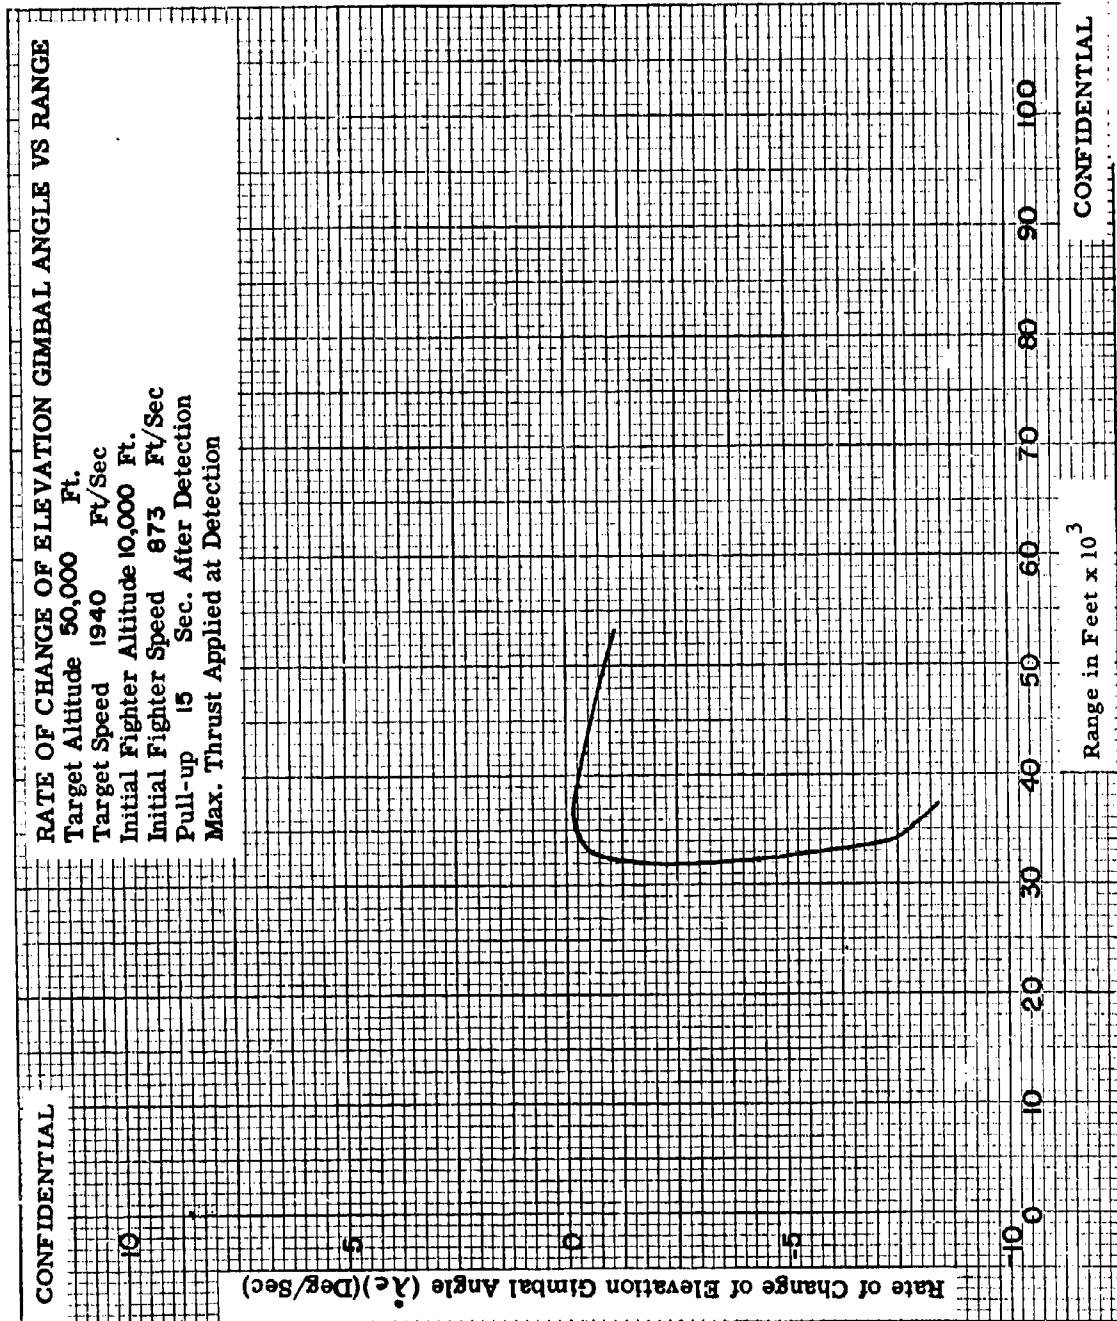 CONFIDENTIAL
RATE OF CHANGE OF ELEVATION GIMBAL ANGLE VS RANGE
Target Altitude 50,000 Ft.
Target Speed 1940 Ft/Sec
Initial Fighter Altitude 10,000 Ft.
Initial Fighter Speed 873 Ft/Sec
Pull-up 15 Sec. After Detection
Max. Thrust Applied at Detection
Rate of Change of Elevation Gimbal Angle (λ̇e)(Deg/Sec)
10
5
0
-5
-10
0 10 20 30 40 50 60 70 80 90 100
Range in Feet x 10³
CONFIDENTIAL